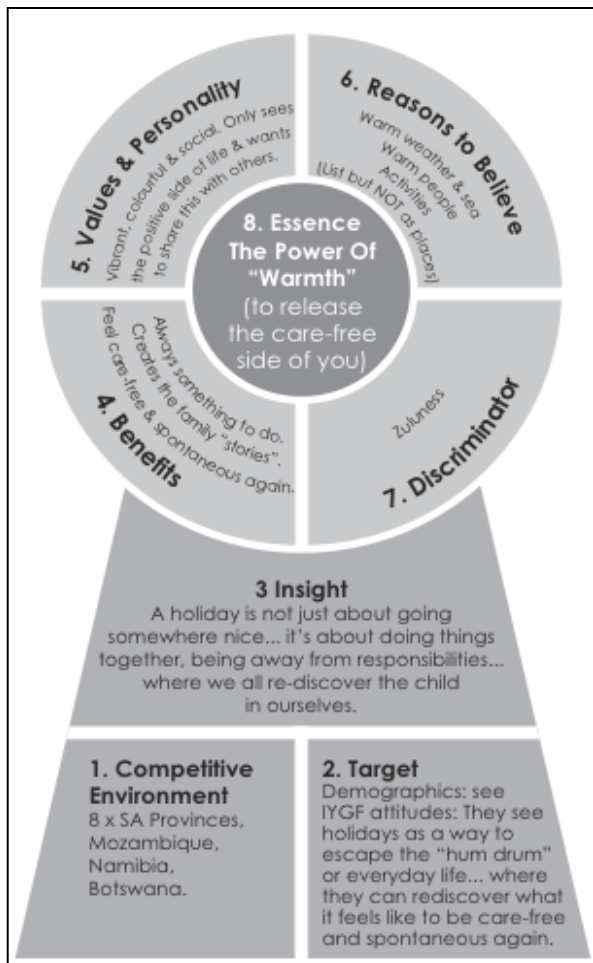 5. Values & Personality
Vibrant, colourful & social. Only sees
the positive side of life & wants
to share this with others.
6. Reasons to Believe
Warm weather & sea
Warm people
Activities
(List but NOT as places)
8. Essence
The Power Of
“Warmth”
(to release
the care-free
side of you)
Always something to do.
Creates the family “stories”.
Feel care-free & spontaneous again.
4. Benefits
Zuluness
7. Discriminator
3 Insight
A holiday is not just about going
somewhere nice... it’s about doing things
together, being away from responsibilities...
where we all re-discover the child
in ourselves.
1. Competitive
Environment
8 x SA Provinces,
Mozambique,
Namibia,
Botswana.
2. Target
Demographics: see
IYGF attitudes: They see
holidays as a way to
escape the “hum drum”
or everyday life... where
they can rediscover what
it feels like to be care-free
and spontaneous again.